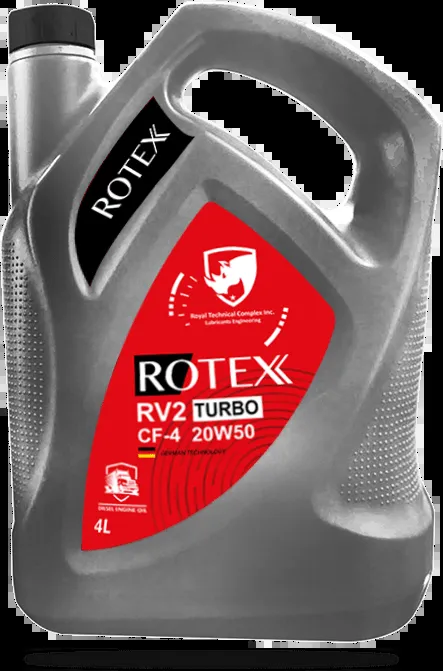 ROTEXX
Royal Technical Complex Inc.
Lubricants Engineering
ROTEXX
RV2 TURBO
CF-4 20W50
GERMAN TECHNOLOGY
DIESEL ENGINE OIL
4L